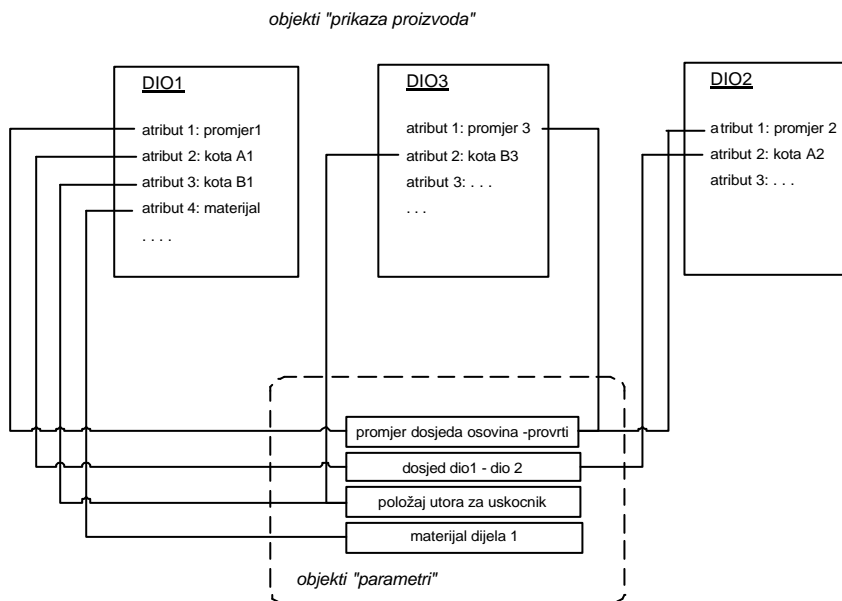 objekti "prikaza proizvoda"
DIO1
atribut 1: promjer1
atribut 2: kota A1
atribut 3: kota B1
atribut 4: materijal
. . . .
DIO3
atribut 1: promjer 3
atribut 2: kota B3
atribut 3: . . .
. . .
DIO2
atribut 1: promjer 2
atribut 2: kota A2
atribut 3: . . .
promjer dosjeda osovina -provrti
dosjed dio1 - dio 2
položaj utora za uskocnik
materijal dijela 1
objekti "parametri"